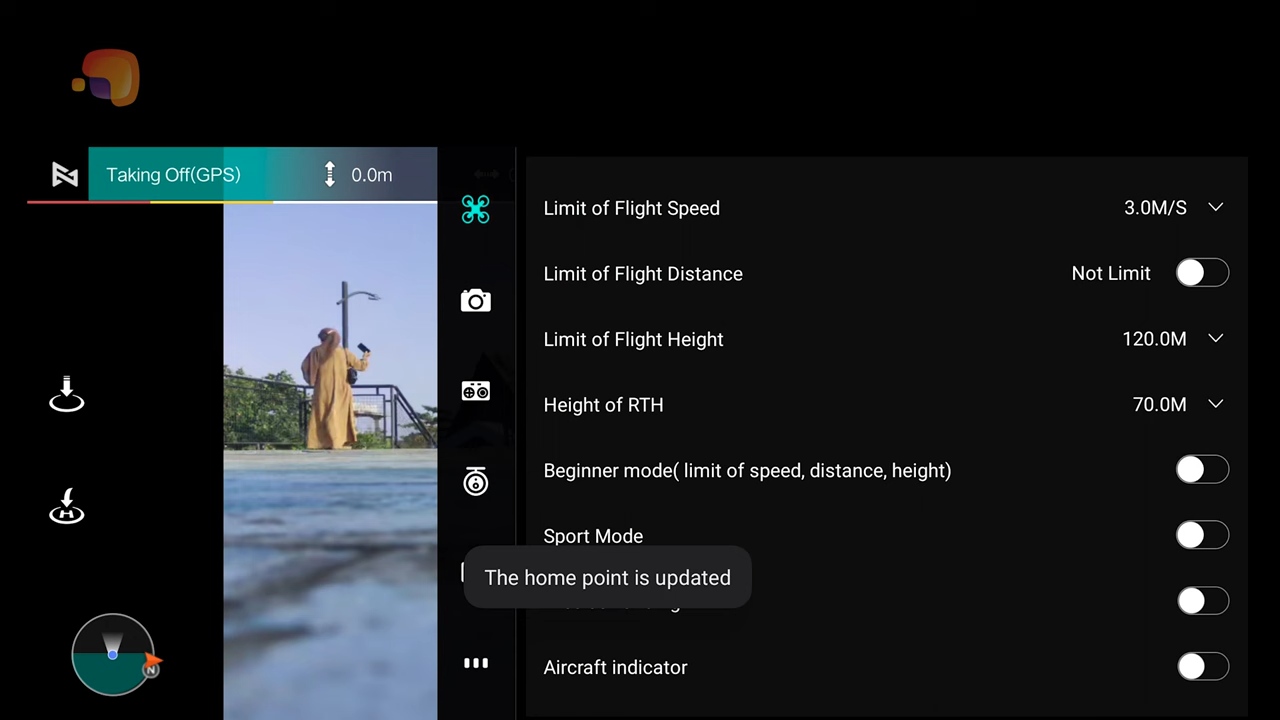 Taking Off(GPS)
0.0m
Limit of Flight Speed
3.0M/S
Limit of Flight Distance
Not Limit
Limit of Flight Height
120.0M
Height of RTH
70.0M
Beginner mode( limit of speed, distance, height)
Sport Mode
The home point is updated
Aircraft indicator
H
N